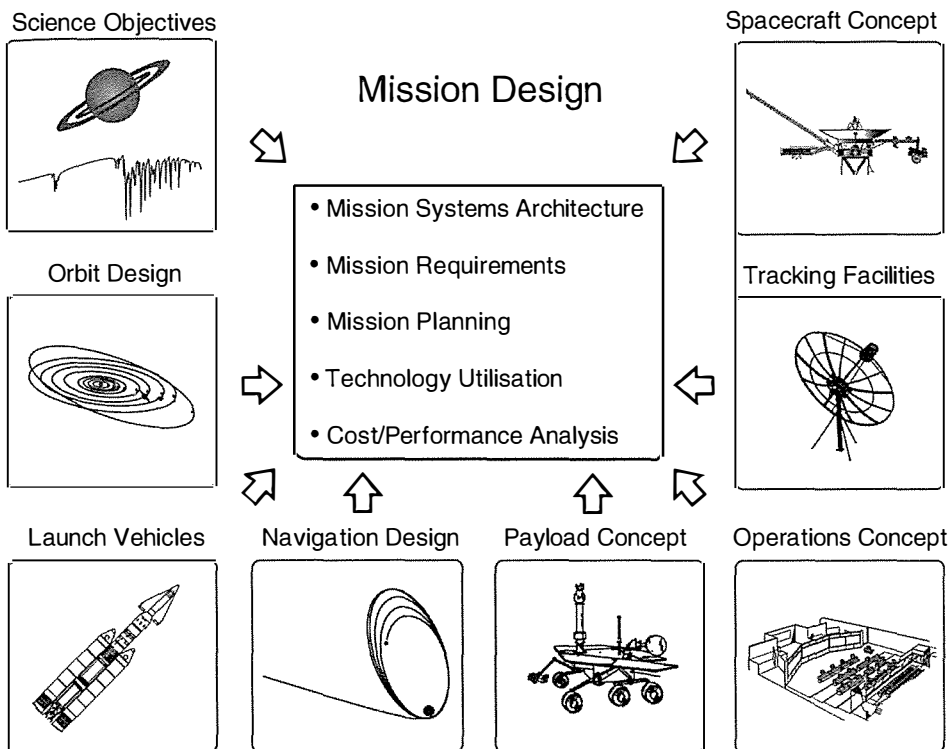 Science Objectives
Spacecraft Concept
Mission Design
• Mission Systems Architecture
• Mission Requirements
• Mission Planning
• Technology Utilisation
• Cost/Performance Analysis
Orbit Design
Tracking Facilities
Launch Vehicles
Navigation Design
Payload Concept
Operations Concept